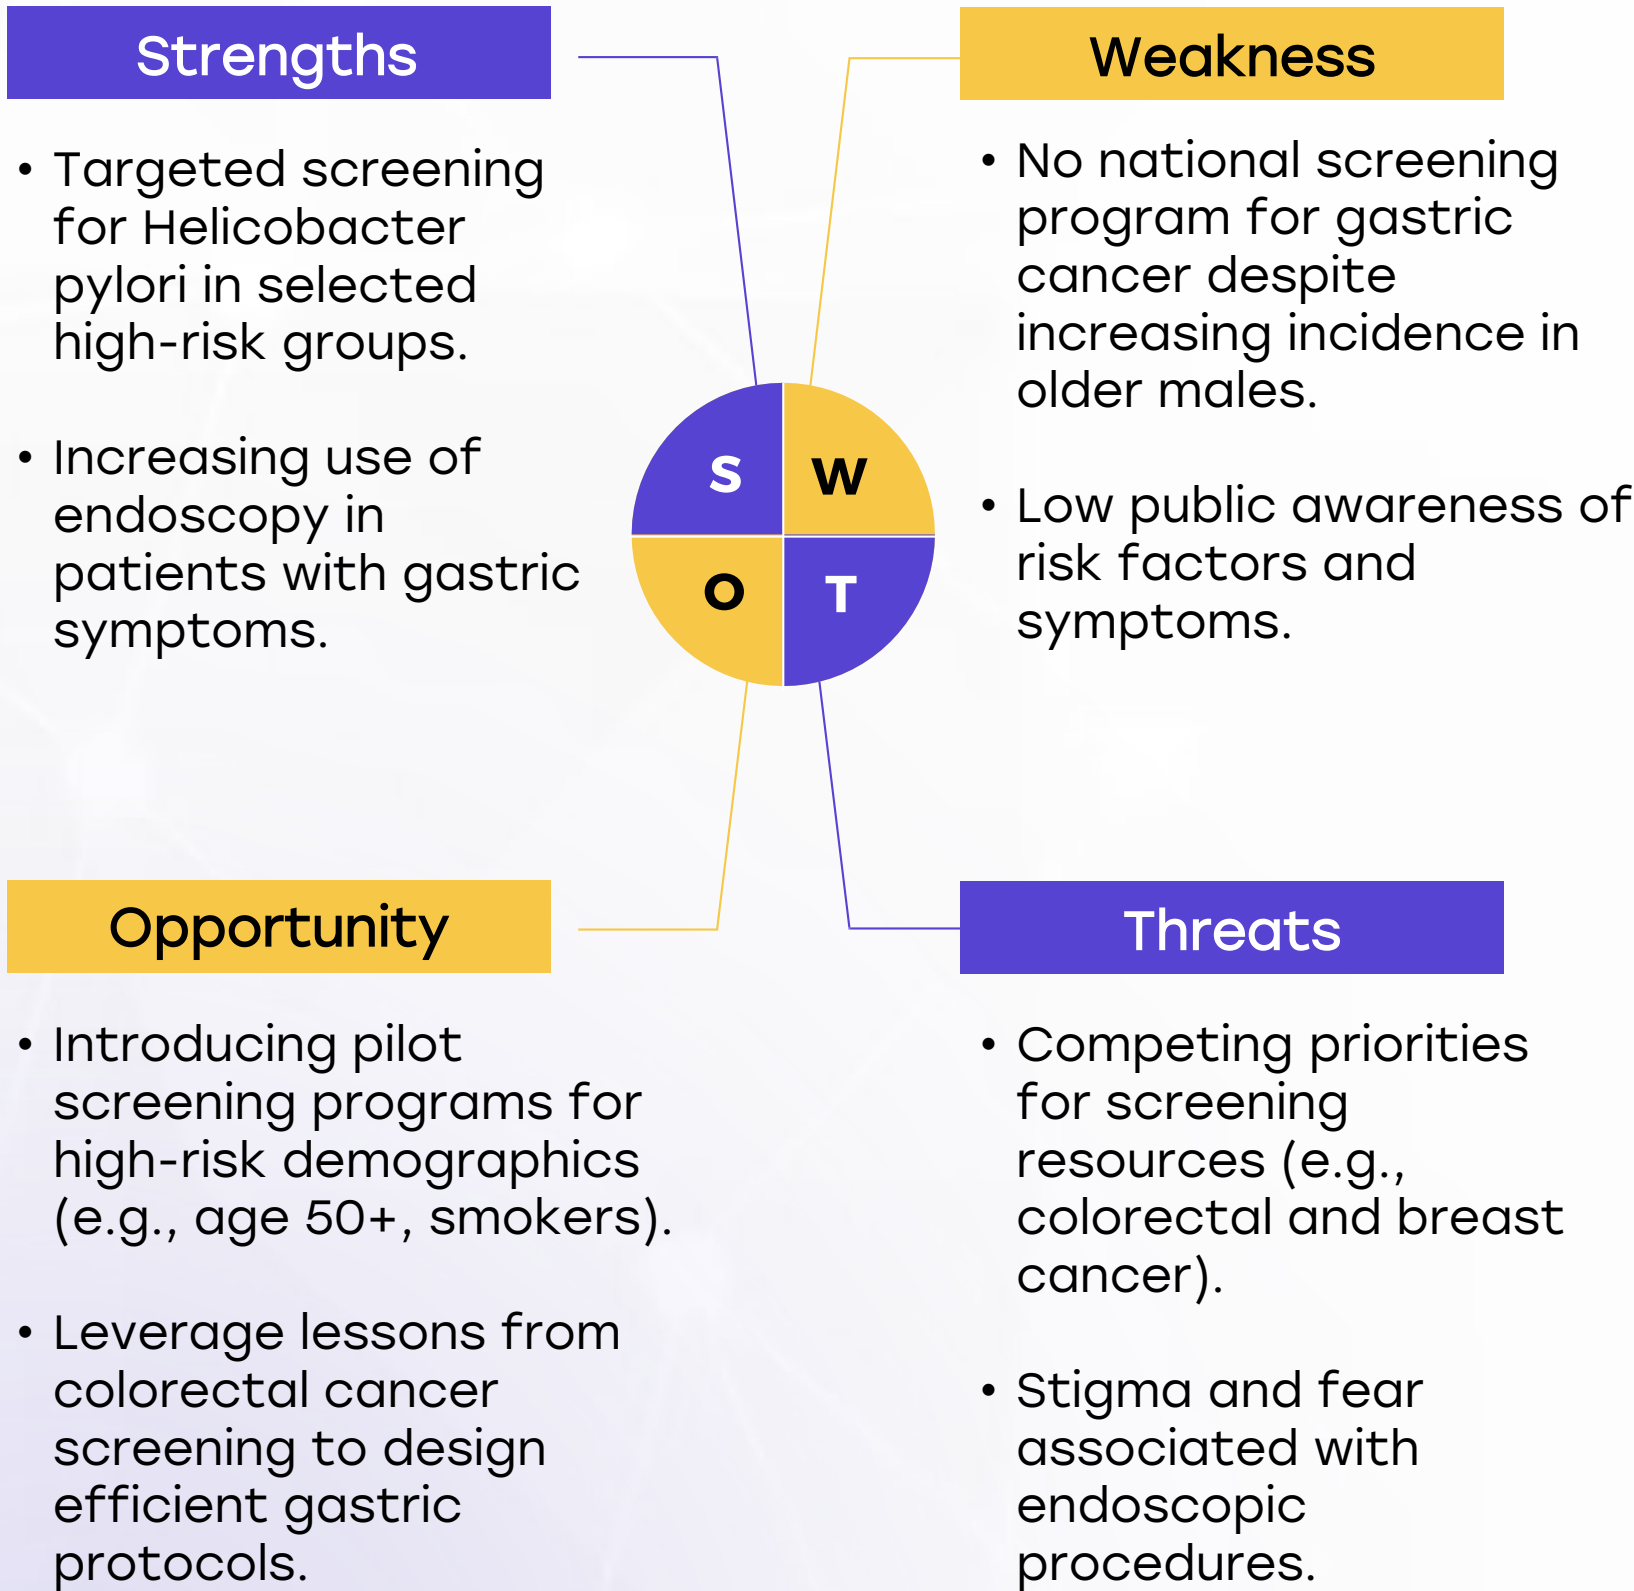 Strengths
• Targeted screening
for Helicobacter
pylori in selected
high-risk groups.
• Increasing use of
endoscopy in
patients with gastric
symptoms.
Weakness
• No national screening
program for gastric
cancer despite
increasing incidence in
older males.
• Low public awareness of
risk factors and
symptoms.
S W
O T
Opportunity
• Introducing pilot
screening programs for
high-risk demographics
(e.g., age 50+, smokers).
• Leverage lessons from
colorectal cancer
screening to design
efficient gastric
protocols.
Threats
• Competing priorities
for screening
resources (e.g.,
colorectal and breast
cancer).
• Stigma and fear
associated with
endoscopic
procedures.